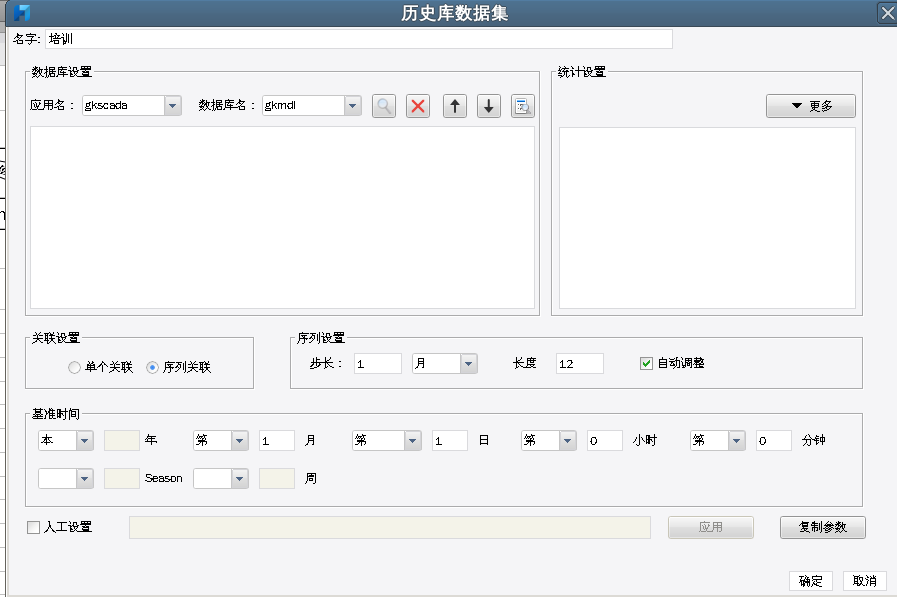 历史库数据集
名字: 培训
数据库设置
统计设置
应用名： gkscada 数据库名： gkmdl
更多
关联设置
序列设置
单个关联 序列关联
步长： 1 月 长度 12 自动调整
基准时间
本 年 第 1 月 第 1 日 第 0 小时 第 0 分钟
Season 周
人工设置 应用 复制参数
确定 取消